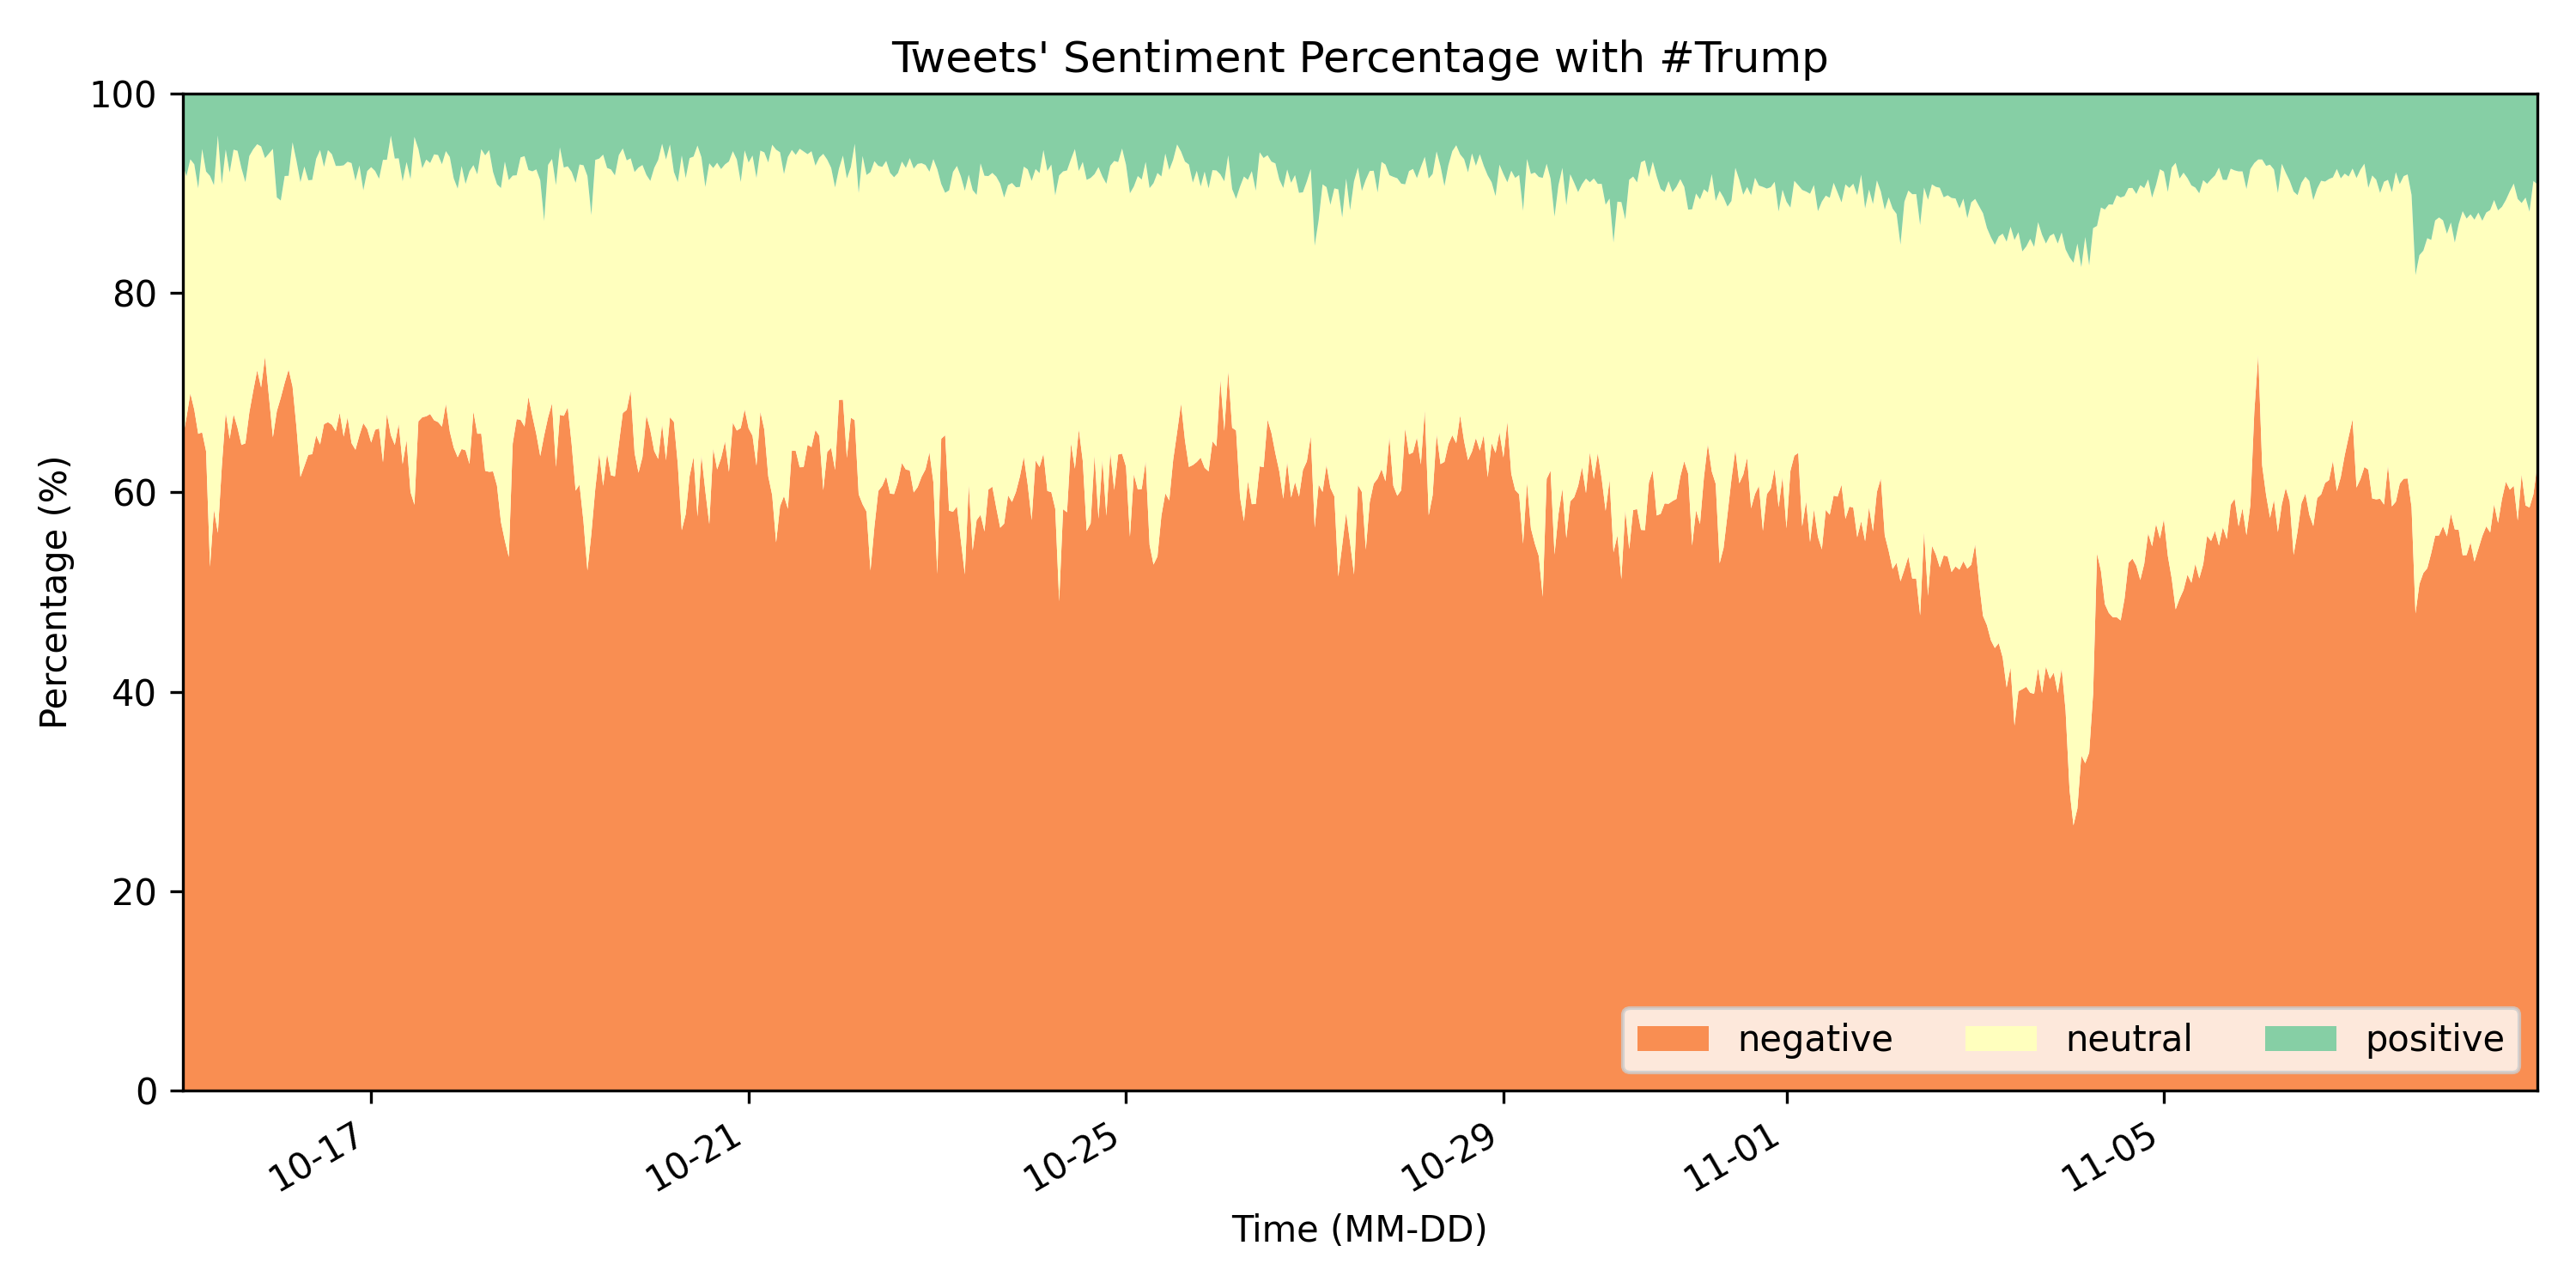 Tweets' Sentiment Percentage with #Trump
100
80
60
40
20
0
Percentage (%)
negative neutral positive
10-17 10-21 10-25 10-29 11-01 11-05
Time (MM-DD)